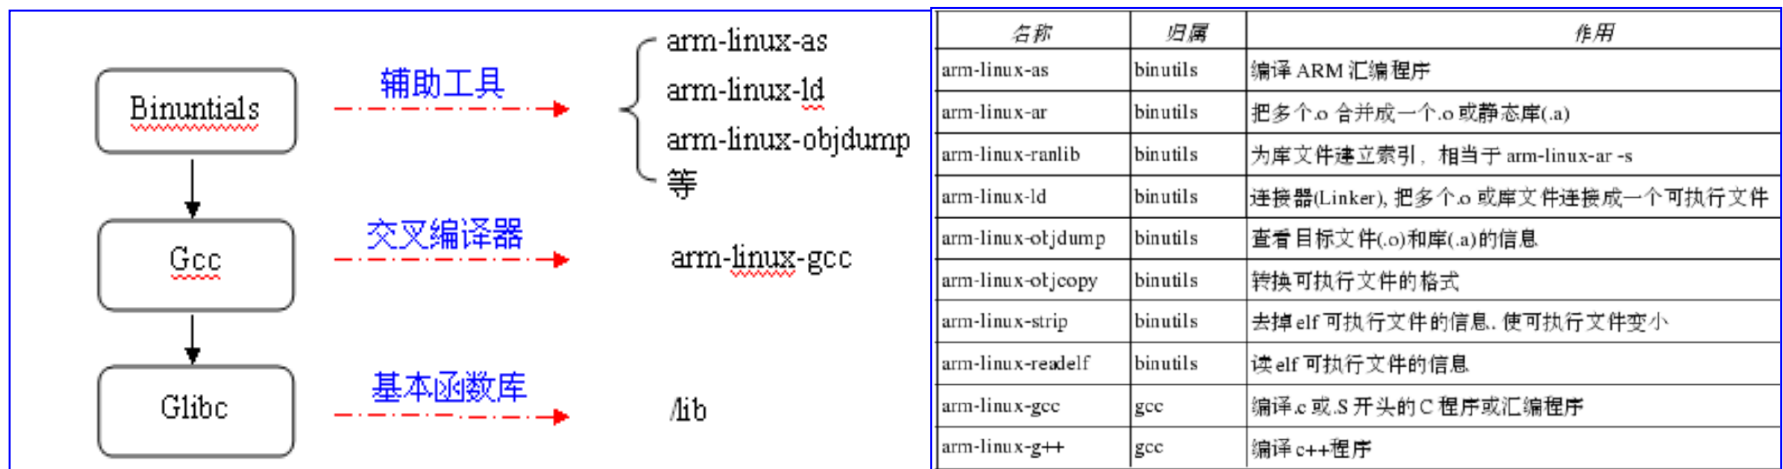 Binuntials
辅助工具
arm-linux-as
arm-linux-ld
arm-linux-objdump
等
Gcc
交叉编译器
arm-linux-gcc
Glibc
基本函数库
/lib
名称 归属 作用
arm-linux-as binutils 编译 ARM 汇编程序
arm-linux-ar binutils 把多个.o 合并成一个.o 或静态库(.a)
arm-linux-ranlib binutils 为库文件建立索引，相当于 arm-linux-ar -s
arm-linux-ld binutils 连接器(Linker), 把多个.o 或库文件连接成一个可执行文件
arm-linux-objdump binutils 查看目标文件(.o)和库(.a)的信息
arm-linux-objcopy binutils 转换可执行文件的格式
arm-linux-strip binutils 去掉 elf 可执行文件的信息. 使可执行文件变小
arm-linux-readelf binutils 读 elf 可执行文件的信息
arm-linux-gcc gcc 编译.c 或.S 开头的 C 程序或汇编程序
arm-linux-g++ gcc 编译 c++程序